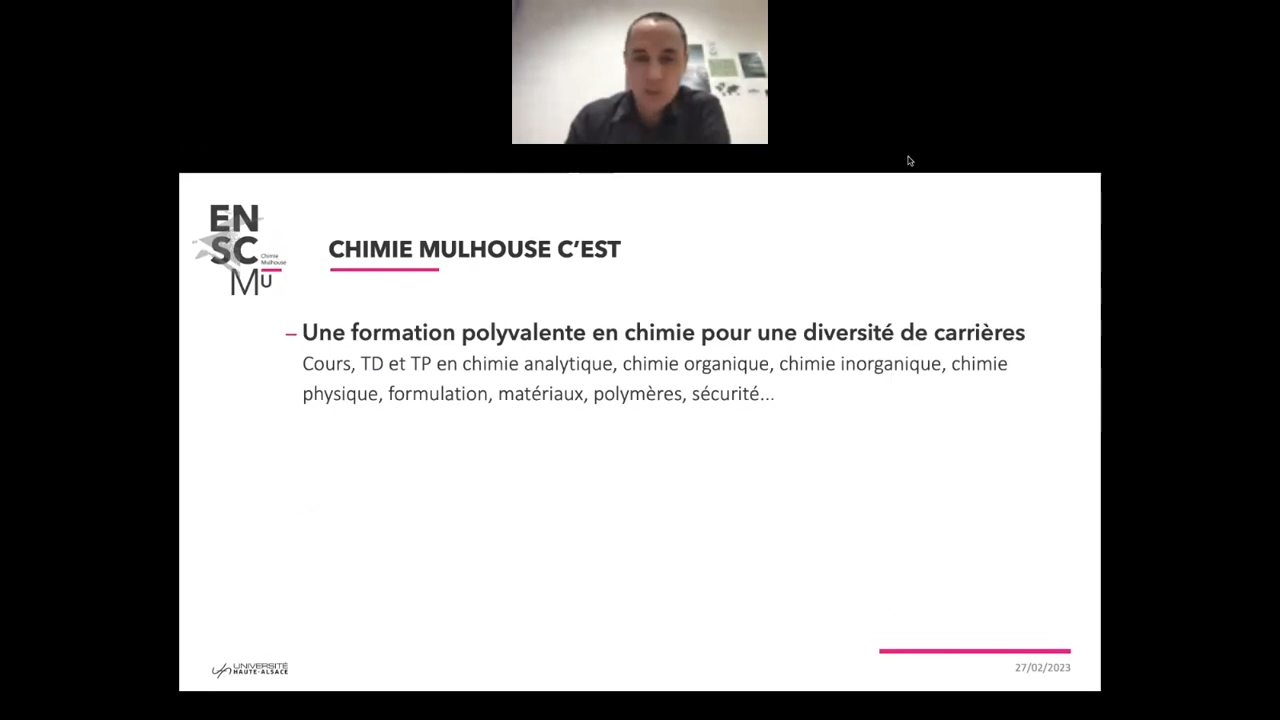 EN
SC
Chimie
Mulhouse
MU
CHIMIE MULHOUSE C’EST
– Une formation polyvalente en chimie pour une diversité de carrières
Cours, TD et TP en chimie analytique, chimie organique, chimie inorganique, chimie
physique, formulation, matériaux, polymères, sécurité...
UNIVERSITÉ
HAUTE-ALSACE
27/02/2023